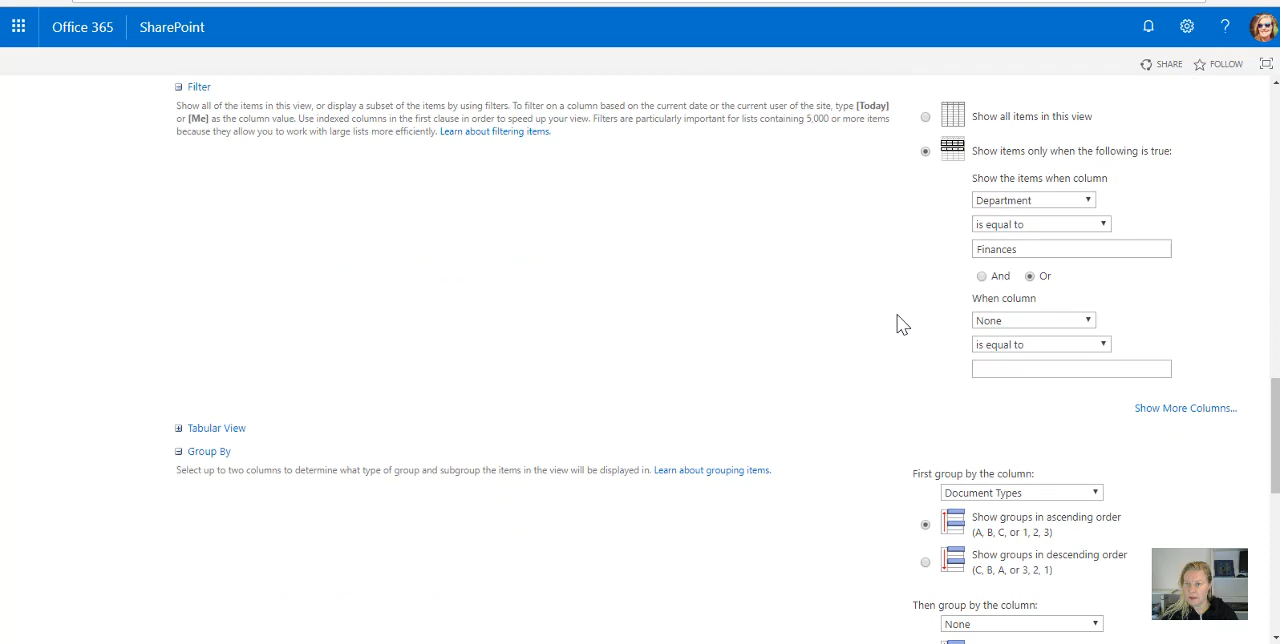 Office 365
SharePoint
SHARE
FOLLOW
Filter
Show all of the items in this view, or display a subset of the items by using filters. To filter on a column based on the current date or the current user of the site, type [Today]
or [Me] as the column value. Use indexed columns in the first clause in order to speed up your view. Filters are particularly important for lists containing 5,000 or more items
because they allow you to work with large lists more efficiently. Learn about filtering items.
Show all items in this view
Show items only when the following is true:
Show the items when column
Department
is equal to
Finances
And Or
When column
None
is equal to
Show More Columns...
Tabular View
Group By
Select up to two columns to determine what type of group and subgroup the items in the view will be displayed in. Learn about grouping items.
First group by the column:
Document Types
Show groups in ascending order
(A, B, C, or 1, 2, 3)
Show groups in descending order
(C, B, A, or 3, 2, 1)
Then group by the column:
None